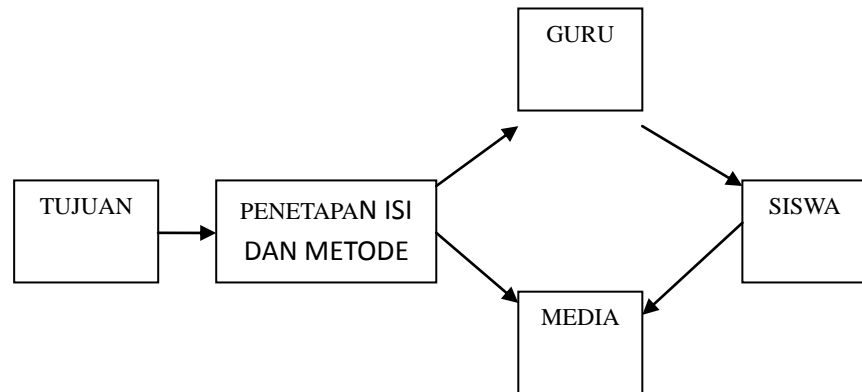 GURU
TUJUAN
PENETAPAN ISI
DAN METODE
SISWA
MEDIA